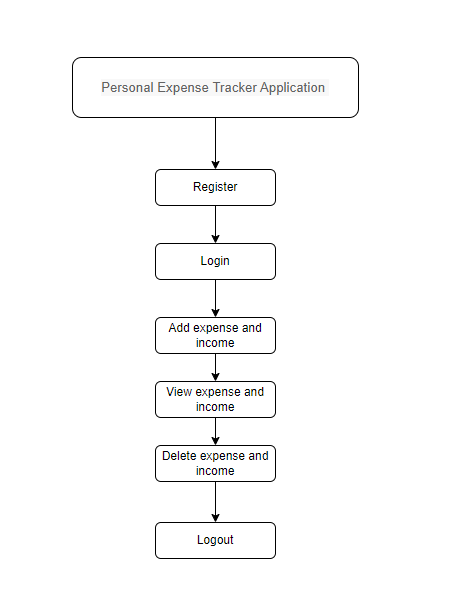 Personal Expense Tracker Application
Register
Login
Add expense and
income
View expense and
income
Delete expense and
income
Logout